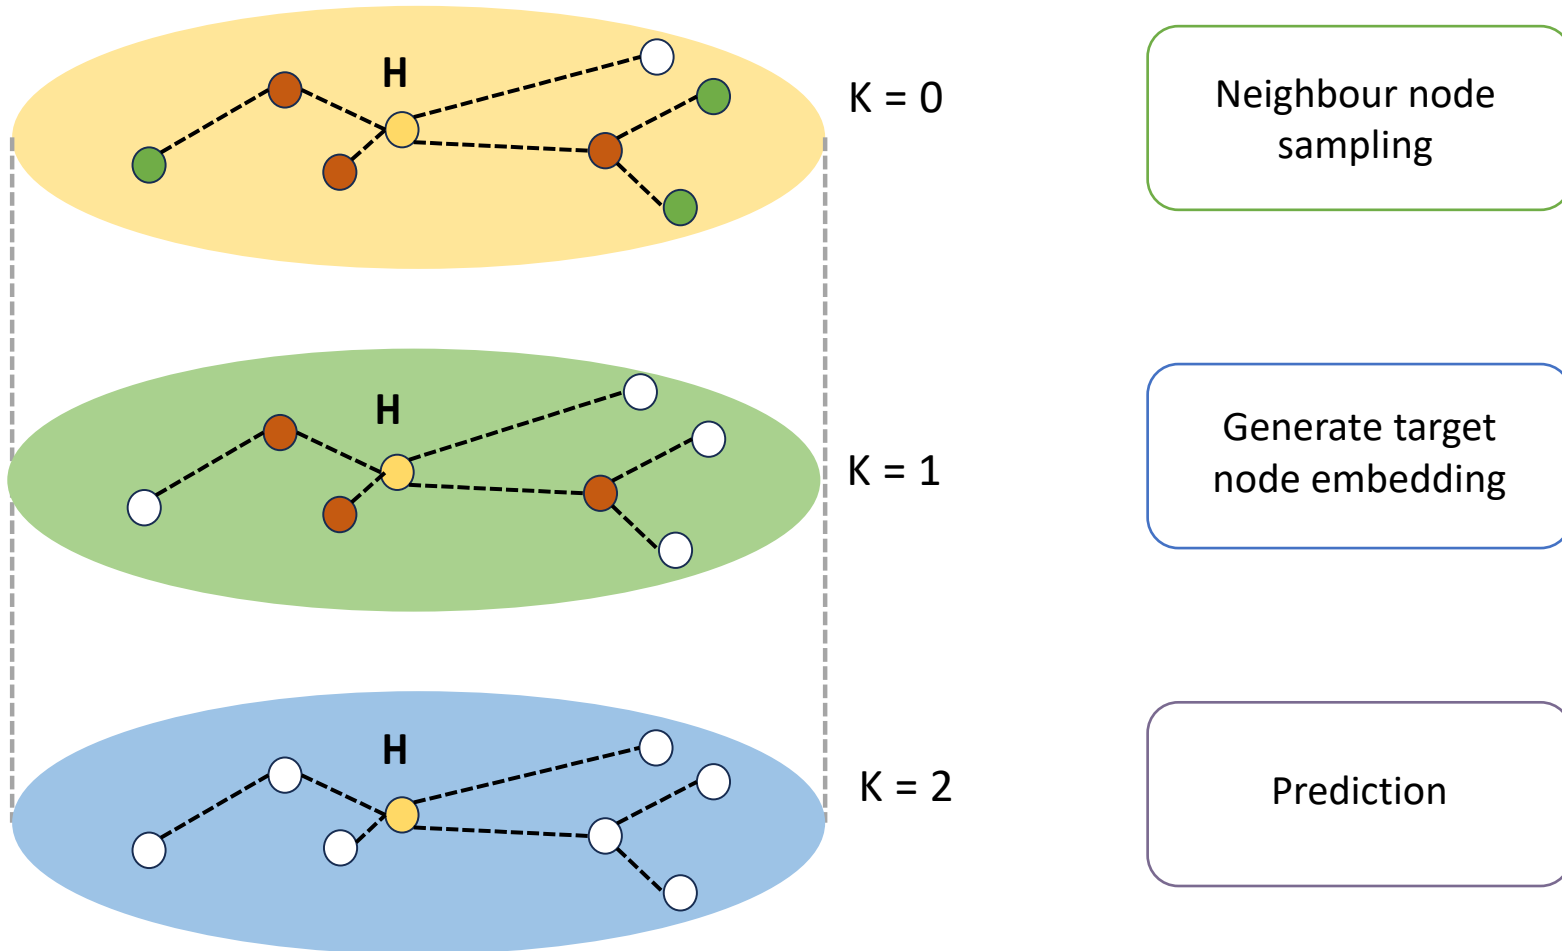 H
K = 0
Neighbour node
sampling
H
K = 1
Generate target
node embedding
H
K = 2
Prediction